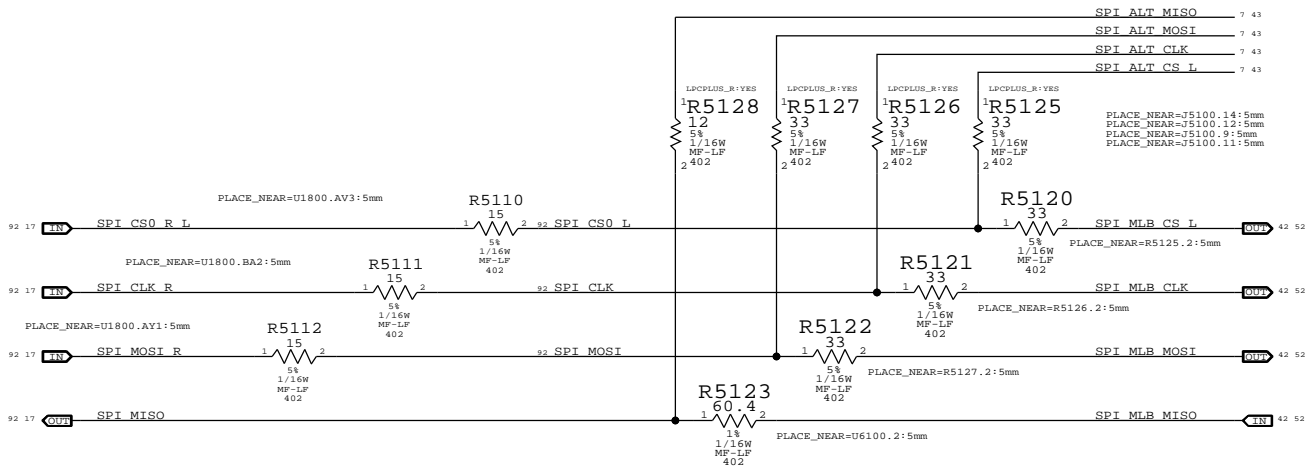 SPI_ALT_MISO 7 43
SPI_ALT_MOSI 7 43
SPI_ALT_CLK 7 43
SPI_ALT_CS_L 7 43
LPCPLUS_R:YES
1
R5128
12
5%
1/16W
MF-LF
402
2
LPCPLUS_R:YES
1
R5127
33
5%
1/16W
MF-LF
402
2
LPCPLUS_R:YES
1
R5126
33
5%
1/16W
MF-LF
402
2
LPCPLUS_R:YES
1
R5125
33
5%
1/16W
MF-LF
402
2
PLACE_NEAR=J5100.14:5mm
PLACE_NEAR=J5100.12:5mm
PLACE_NEAR=J5100.9:5mm
PLACE_NEAR=J5100.11:5mm
PLACE_NEAR=U1800.AV3:5mm
92 17 IN SPI_CS0_R_L
R5110
15
1 2
5%
1/16W
MF-LF
402
92 SPI_CS0_L
R5120
33
1 2
5%
1/16W
MF-LF
402
SPI_MLB_CS_L OUT 42 52
PLACE_NEAR=R5125.2:5mm
PLACE_NEAR=U1800.BA2:5mm
92 17 IN SPI_CLK_R
R5111
15
1 2
5%
1/16W
MF-LF
402
92 SPI_CLK
R5121
33
1 2
5%
1/16W
MF-LF
402
SPI_MLB_CLK OUT 42 52
PLACE_NEAR=R5126.2:5mm
PLACE_NEAR=U1800.AY1:5mm
92 17 IN SPI_MOSI_R
R5112
15
1 2
5%
1/16W
MF-LF
402
92 SPI_MOSI
R5122
33
1 2
5%
1/16W
MF-LF
402
SPI_MLB_MOSI OUT 42 52
PLACE_NEAR=R5127.2:5mm
92 17 OUT SPI_MISO
R5123
60.4
1 2
1%
1/16W
MF-LF
402
SPI_MLB_MISO IN 42 52
PLACE_NEAR=U6100.2:5mm